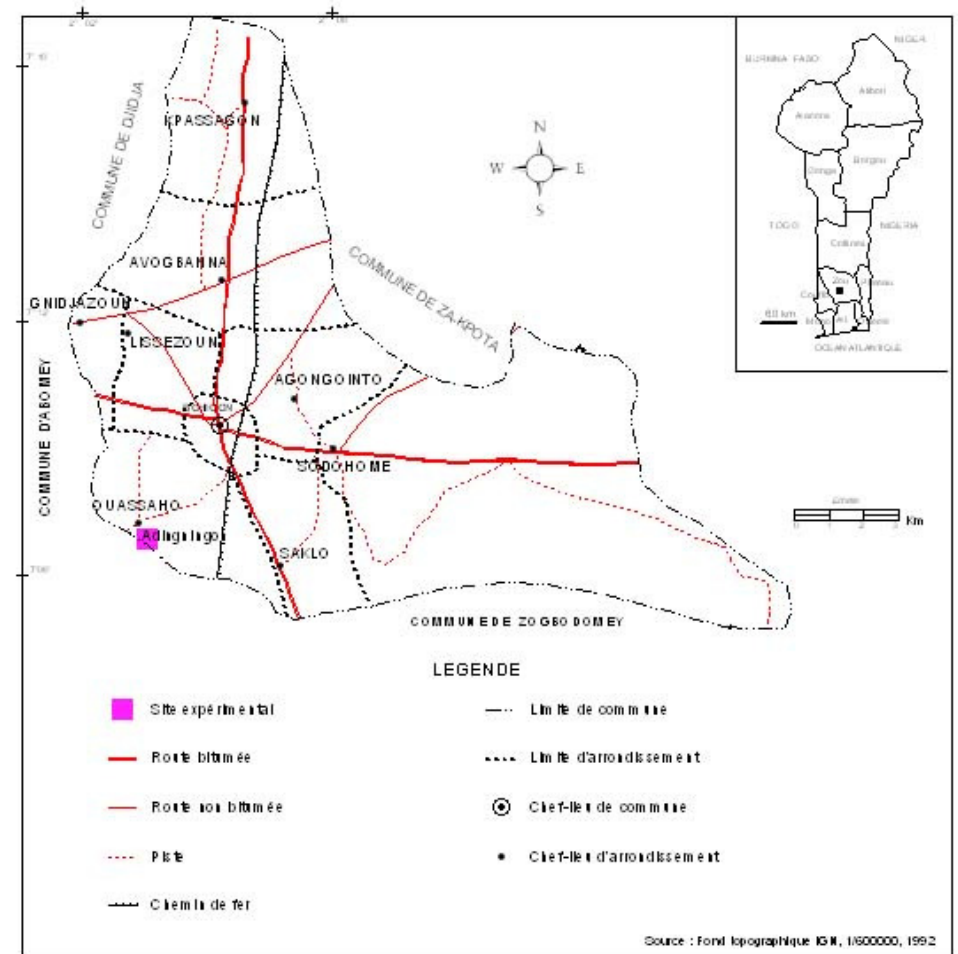 NIGER
BURKINA FASO
Alibori
Atacora
Borgou
Donga
TOGO
NIGERIA
Collines
Zou
OCEAN ATLANTIQUE
60 km
COMMUNE DE DJIDJA
KPASSAGON
N
W
E
S
AVOGBANNA
COMMUNE DE ZA-KPOTA
GNIDJAZOUN
LISSEZOUN
AGONGOINTO
COMMUNE D'ABOMEY
BOHICON
SODOHOME
OUASSAHO
Adingningon
SAKLO
Km
COMMUNE DE ZOGBODOMEY
LEGENDE
Site expérimental
Limite de commune
Route bitumée
Limite d'arrondissement
Route non bitumée
Chef-lieu de commune
Piste
Chef-lieu d'arrondissement
Chemin de fer
Source : Fond topographique IGN, 1/600000, 1992